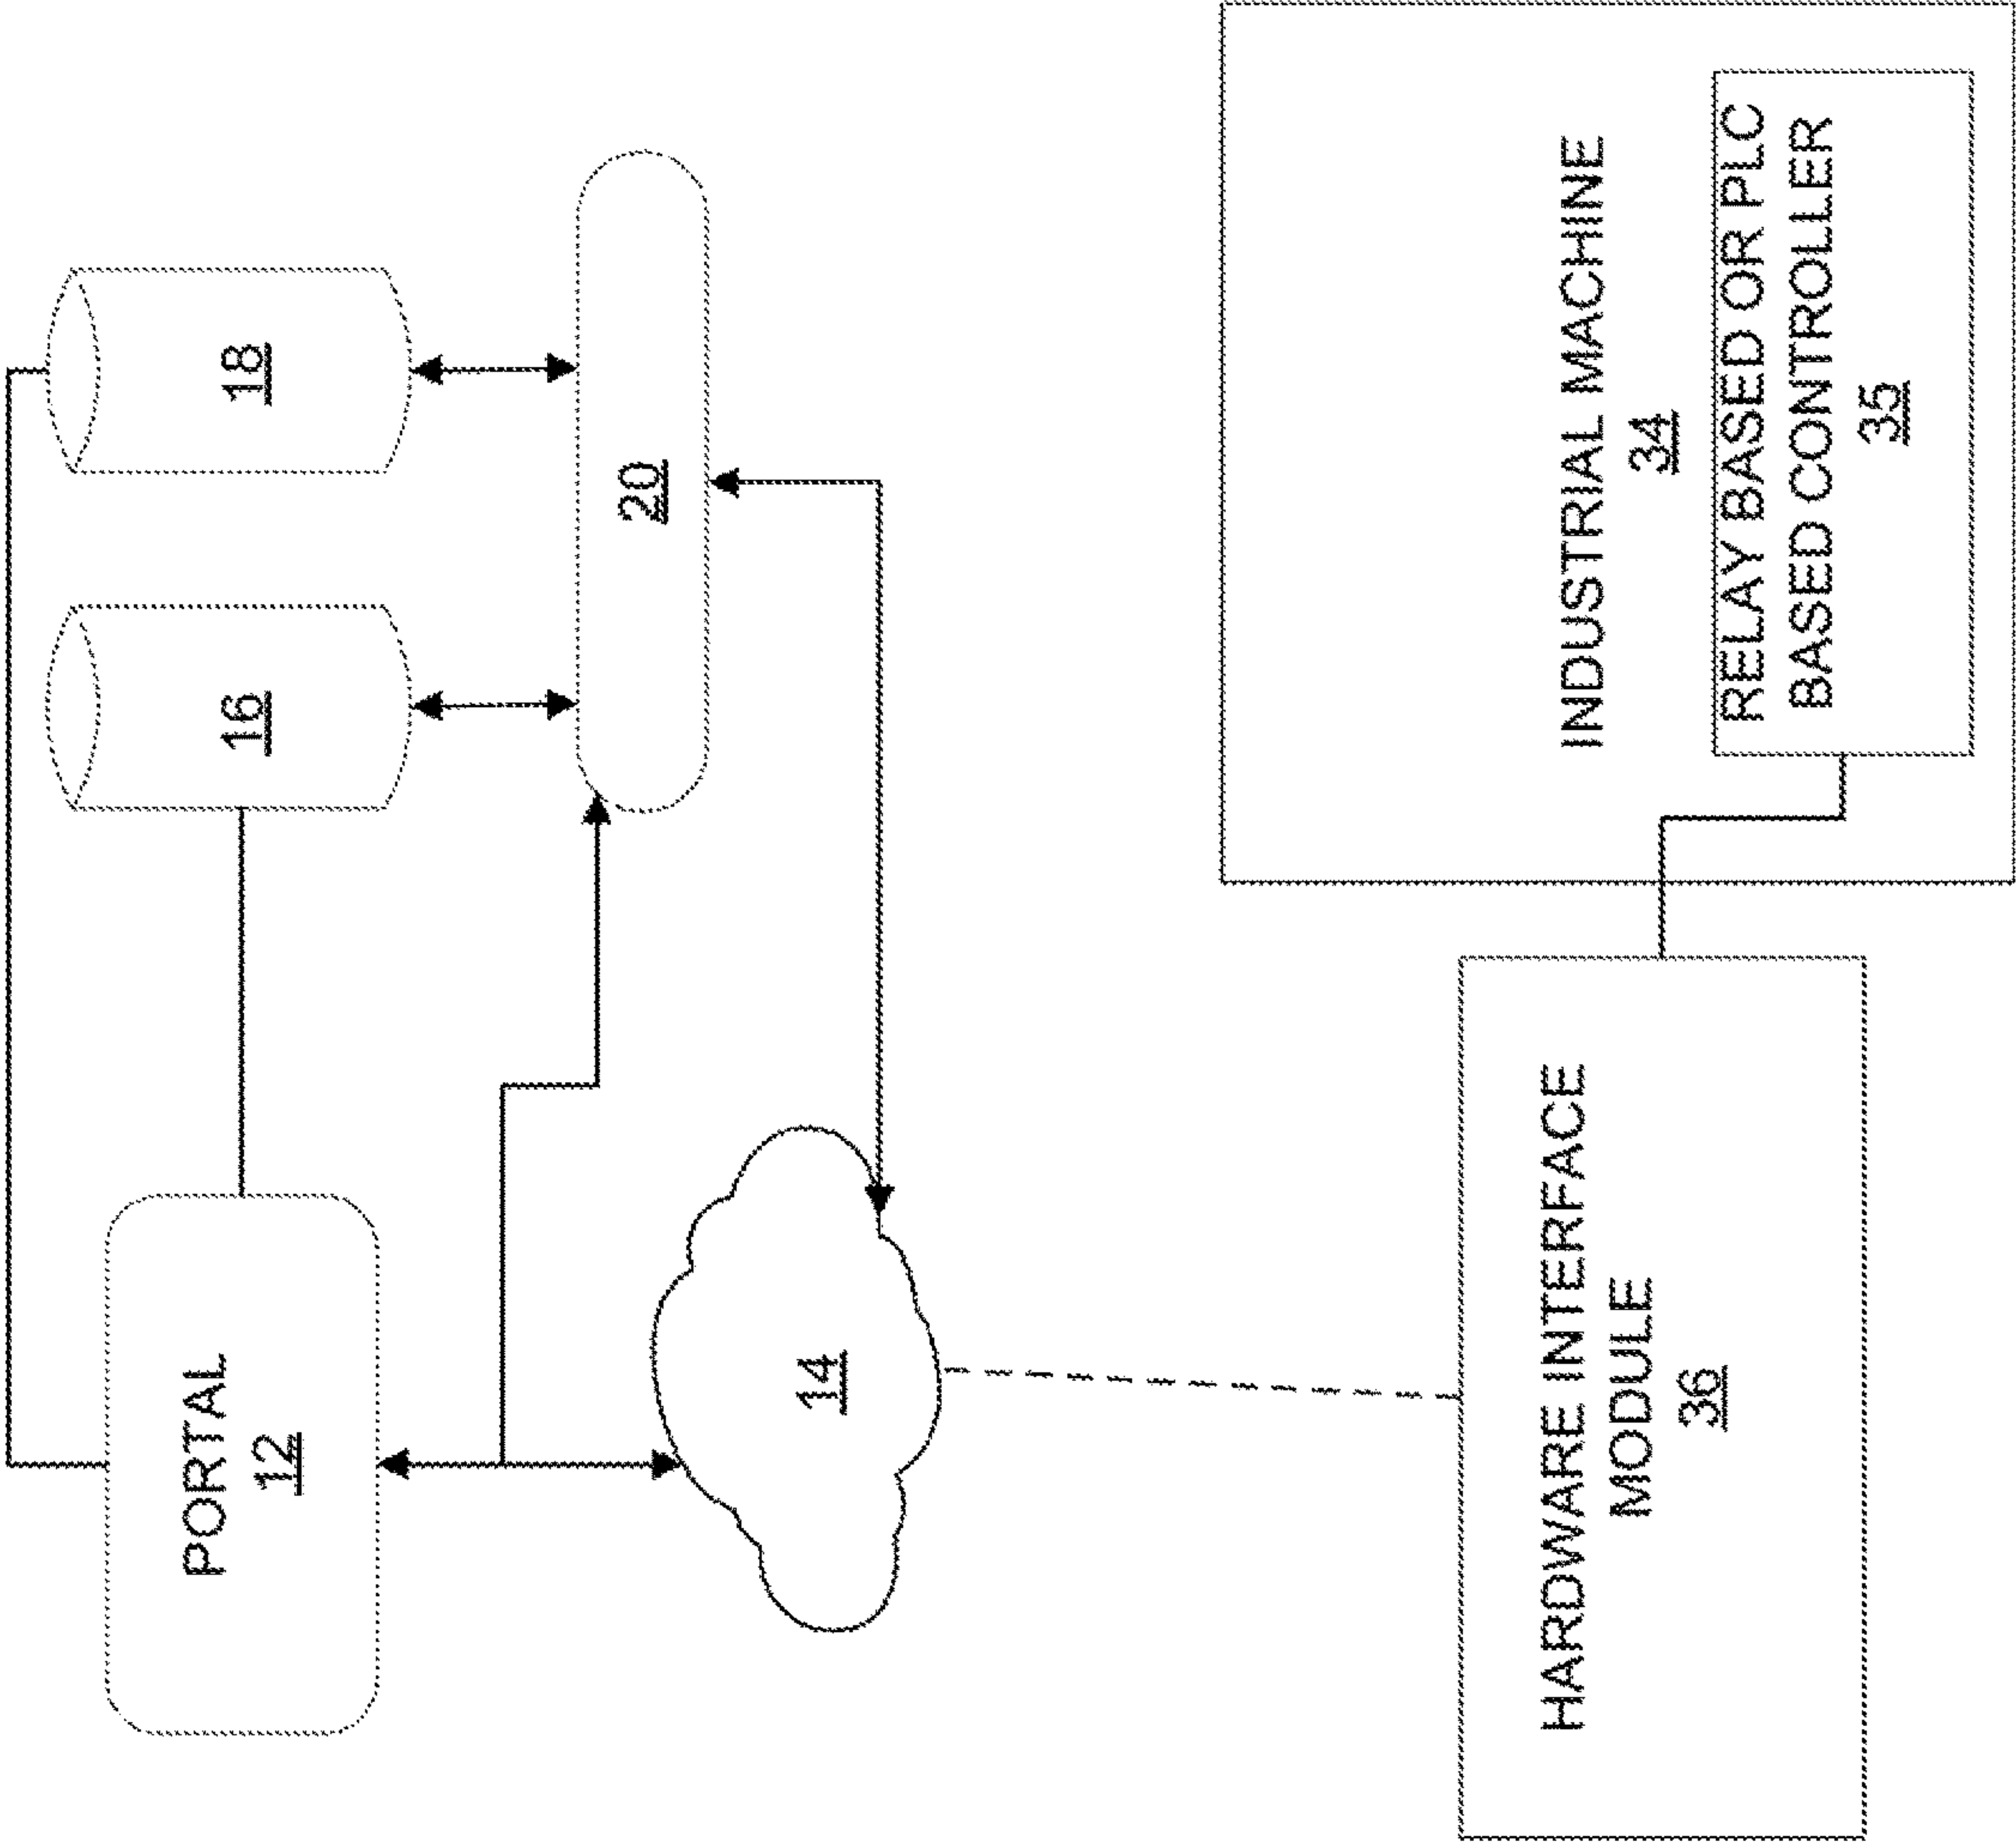 PORTAL
12
16
18
14
20
HARDWARE INTERFACE
MODULE
36
INDUSTRIAL MACHINE
34
RELAY BASED OR PLC
BASED CONTROLLER
35